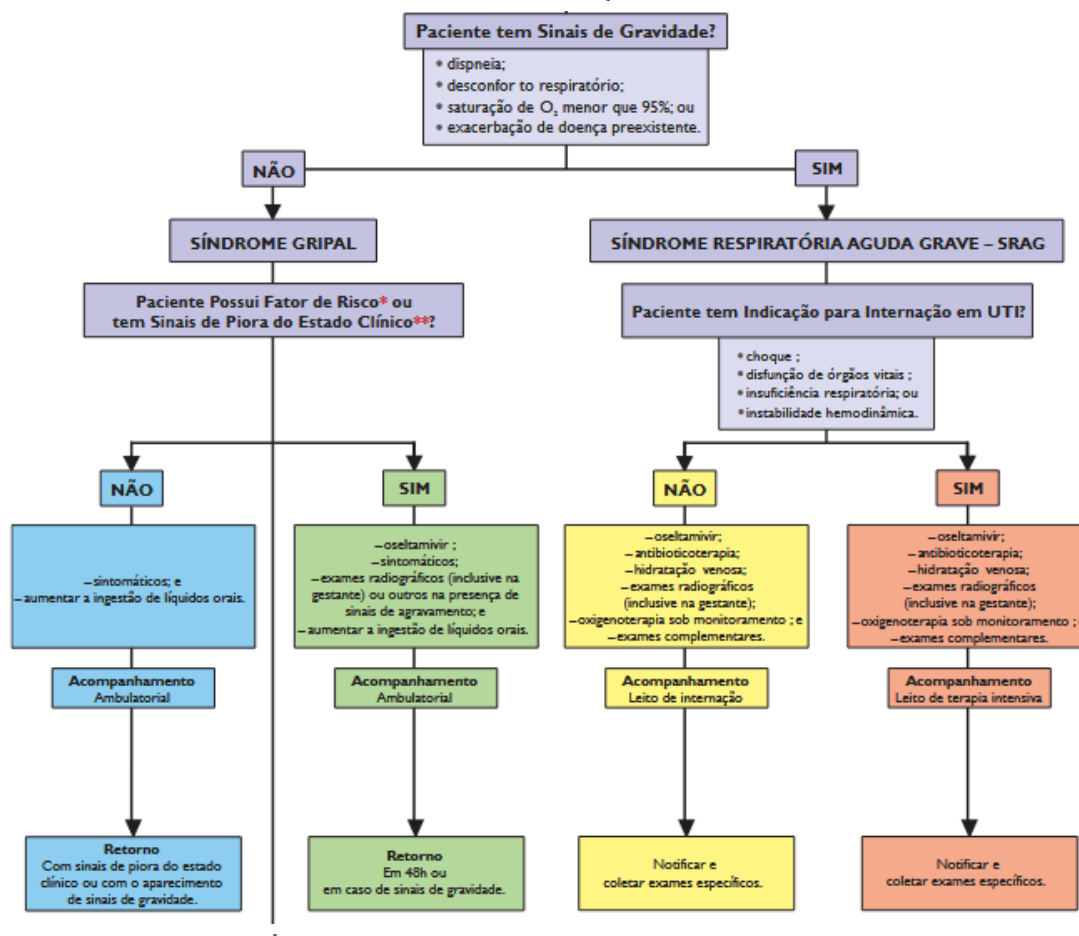 Paciente tem Sinais de Gravidade?
• dispneia;
• desconfor to respiratório;
• saturação de O₂ menor que 95%; ou
• exacerbação de doença preexistente.
NÃO
SIM
SÍNDROME GRIPAL
SÍNDROME RESPIRATÓRIA AGUDA GRAVE – SRAG
Paciente Possui Fator de Risco* ou
tem Sinais de Piora do Estado Clínico**?
Paciente tem Indicação para Internação em UTI?
• choque ;
• disfunção de órgãos vitais ;
• insuficiência respiratória; ou
• instabilidade hemodinâmica.
NÃO
–sintomáticos; e
–aumentar a ingestão de líquidos orais.
Acompanhamento
Ambulatorial
Retorno
Com sinais de piora do estado
clínico ou com o aparecimento
de sinais de gravidade.
SIM
–oseltamivir ;
–sintomáticos;
–exames radiográficos (inclusive na
gestante) ou outros na presença de
sinais de agravamento; e
–aumentar a ingestão de líquidos orais.
Acompanhamento
Ambulatorial
Retorno
Em 48h ou
em caso de sinais de gravidade.
NÃO
–oseltamivir;
–antibioticoterapia;
–hidratação venosa;
–exames radiográficos
(inclusive na gestante);
–oxigenoterapia sob monitoramento ; e
–exames complementares.
Acompanhamento
Leito de internação
Notificar e
coletar exames específicos.
SIM
–oseltamivir;
–antibioticoterapia;
–hidratação venosa;
–exames radiográficos
(inclusive na gestante);
–oxigenoterapia sob monitoramento ;
–exames complementares.
Acompanhamento
Leito de terapia intensiva
Notificar e
coletar exames específicos.